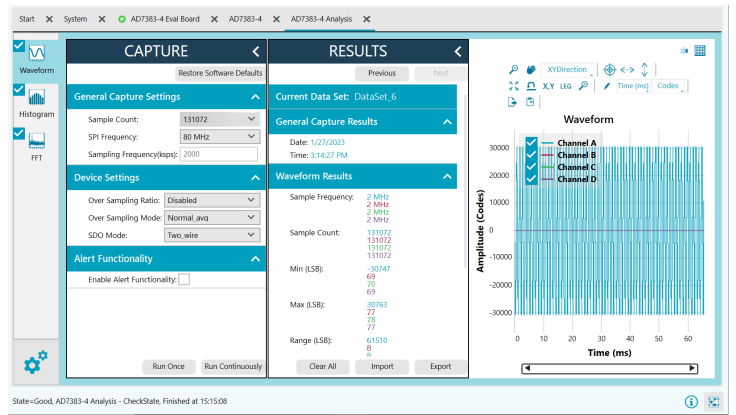 Start System AD7383-4 Eval Board AD7383-4 AD7383-4 Analysis
Waveform
Histogram
FFT
CAPTURE
Restore Software Defaults
General Capture Settings
Sample Count: 131072
SPI Frequency: 80 MHz
Sampling Frequency(ksps): 2000
Device Settings
Over Sampling Ratio: Disabled
Over Sampling Mode: Normal_avg
SDO Mode: Two_wire
Alert Functionality
Enable Alert Functionality:
Run Once Run Continuously
RESULTS
Previous Next
Current Data Set: DataSet_6
General Capture Results
Date: 1/27/2023
Time: 3:14:27 PM
Waveform Results
Sample Frequency: 2 MHz
2 MHz
2 MHz
2 MHz
Sample Count: 131072
131072
131072
131072
Min (LSB): -30747
69
70
69
Max (LSB): 30763
77
78
77
Range (LSB): 61510
8
8
Clear All Import Export
XYDirection
X,Y LEG Time (ms) Codes
Waveform
Channel A
Channel B
Channel C
Channel D
Amplitude (Codes)
30000
20000
10000
0
-10000
-20000
-30000
0 10 20 30 40 50 60
Time (ms)
State=Good, AD7383-4 Analysis - CheckState, Finished at 15:15:08